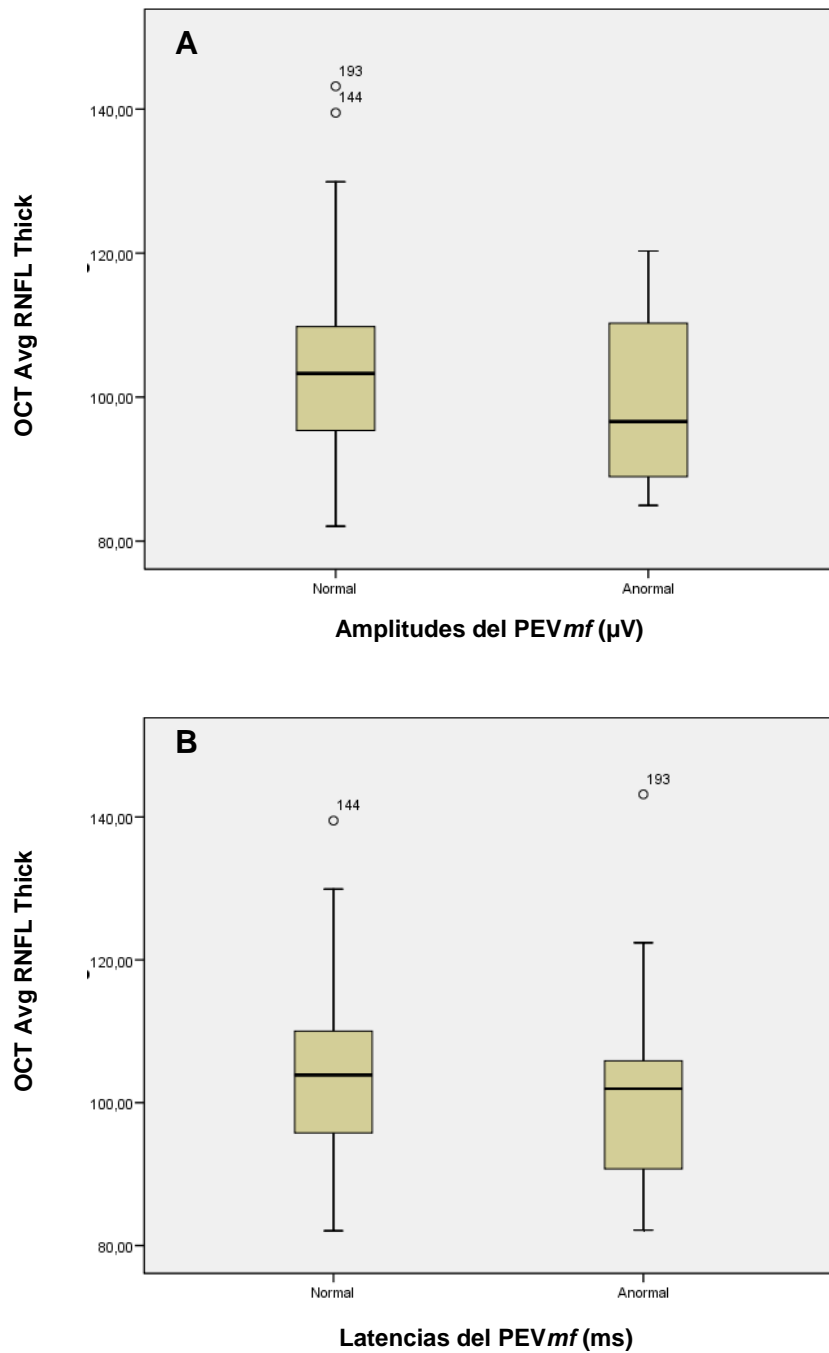 A
193
144
140,00
120,00
100,00
80,00
OCT Avg RNFL Thick
Normal Anormal
Amplitudes del PEVmf (µV)
B
144
193
140,00
120,00
100,00
80,00
OCT Avg RNFL Thick
Normal Anormal
Latencias del PEVmf (ms)